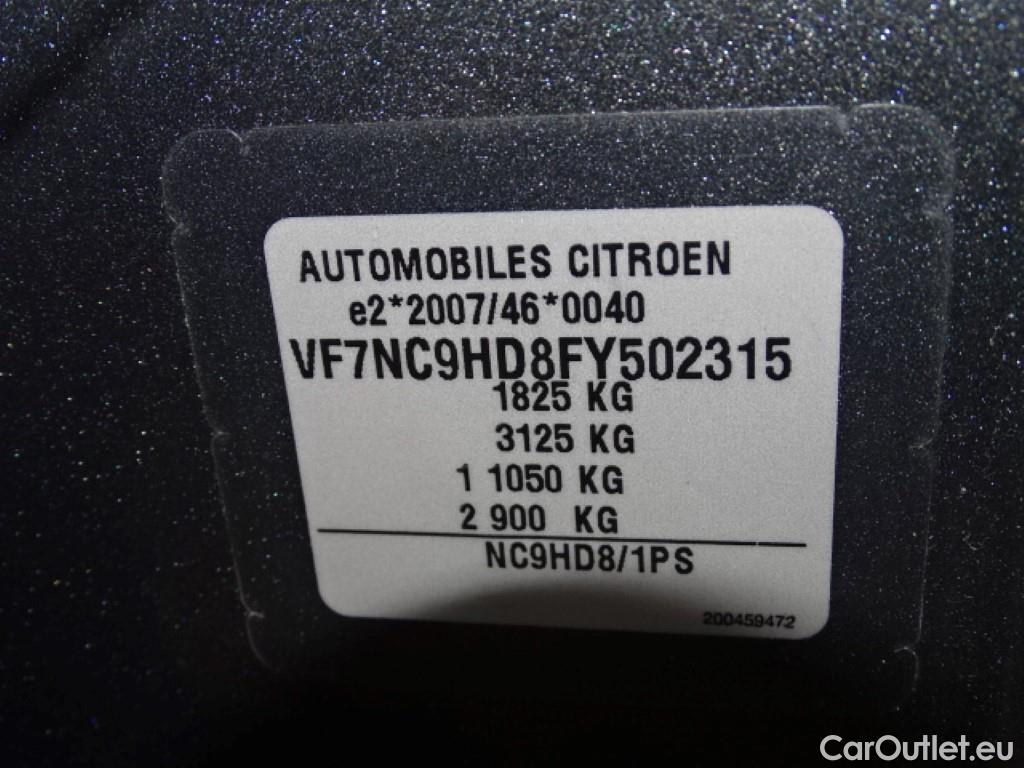 AUTOMOBILES CITROEN
e2*2007/46*0040
VF7NC9HD8FY502315
1825 KG
3125 KG
1 1050 KG
2 900 KG
NC9HD8/1PS
200459472
CarOutlet.eu